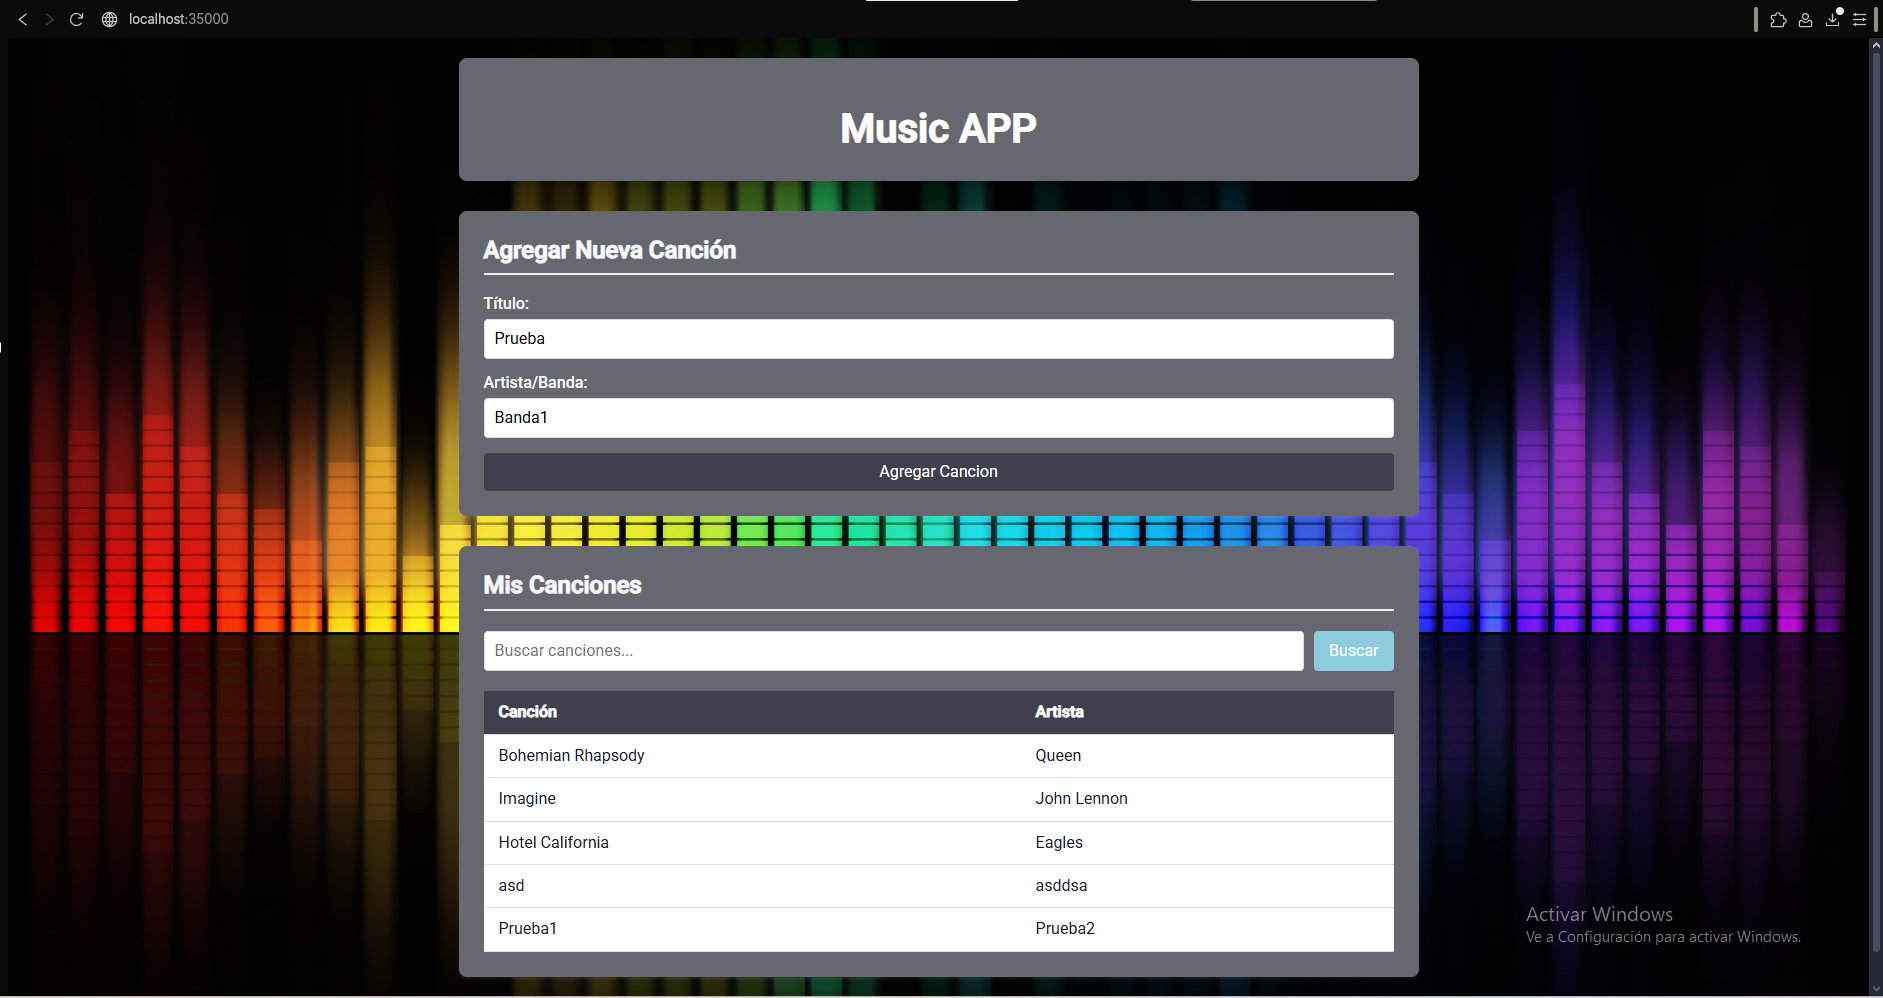 localhost:35000
Music APP
Agregar Nueva Canción
Título:
Prueba
Artista/Banda:
Banda1
Agregar Cancion
Mis Canciones
Buscar canciones...
Buscar
Canción Artista
Bohemian Rhapsody Queen
Imagine John Lennon
Hotel California Eagles
asd asddsa
Prueba1 Prueba2
Activar Windows
Ve a Configuración para activar Windows.